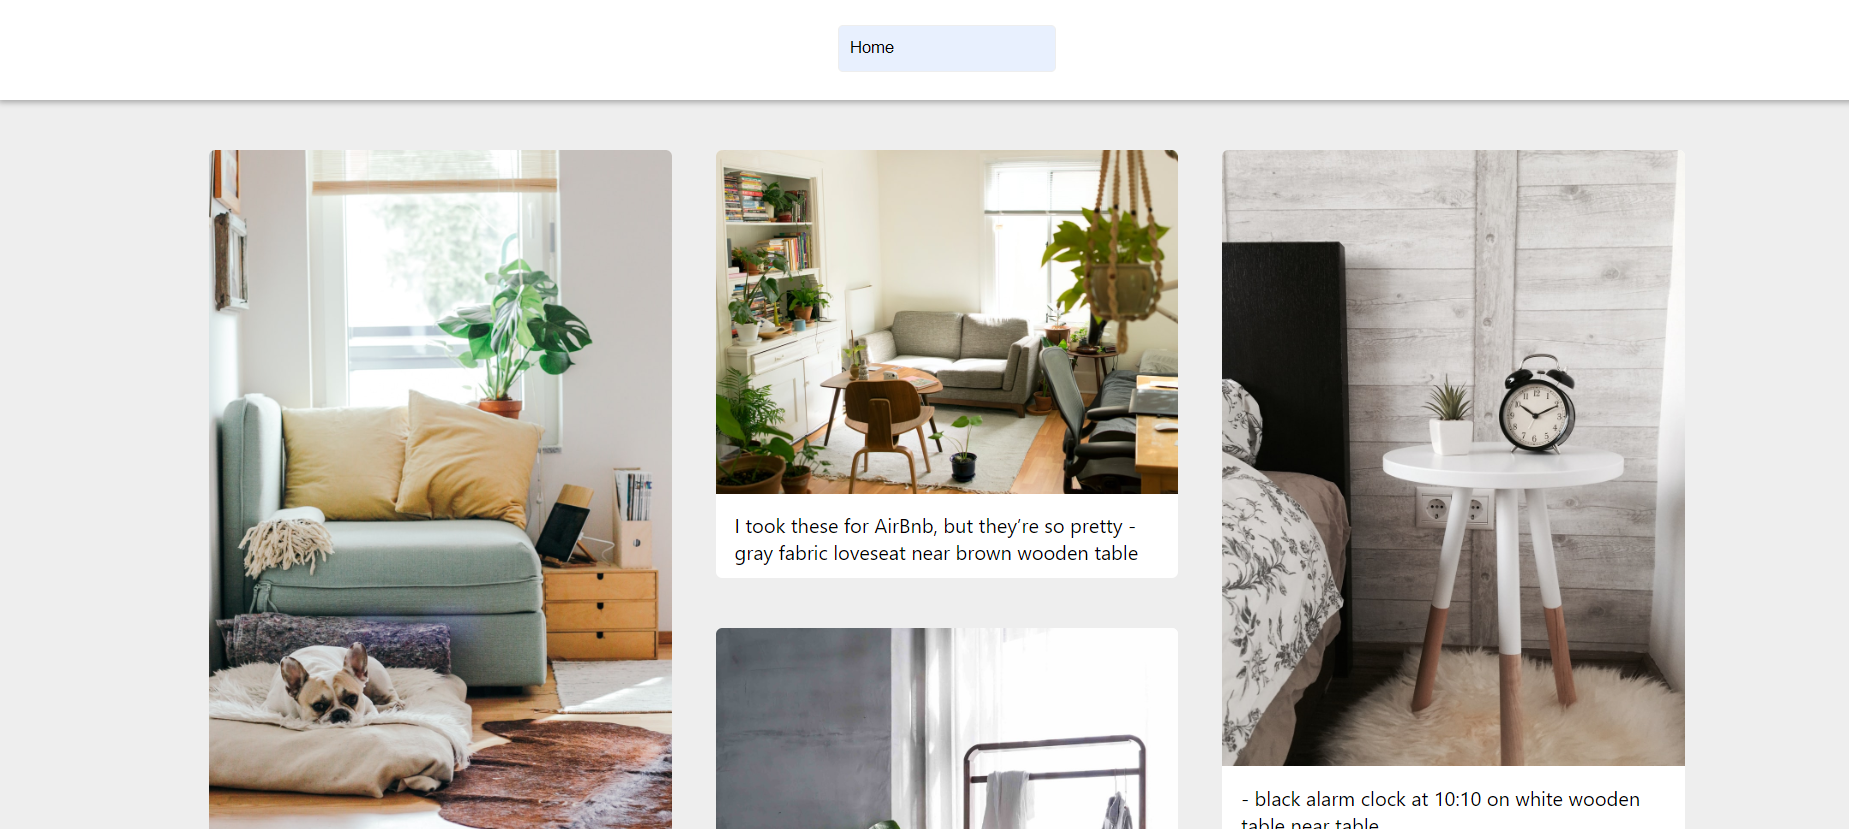 Home
I took these for AirBnb, but they’re so pretty -
gray fabric loveseat near brown wooden table
- black alarm clock at 10:10 on white wooden
table near table